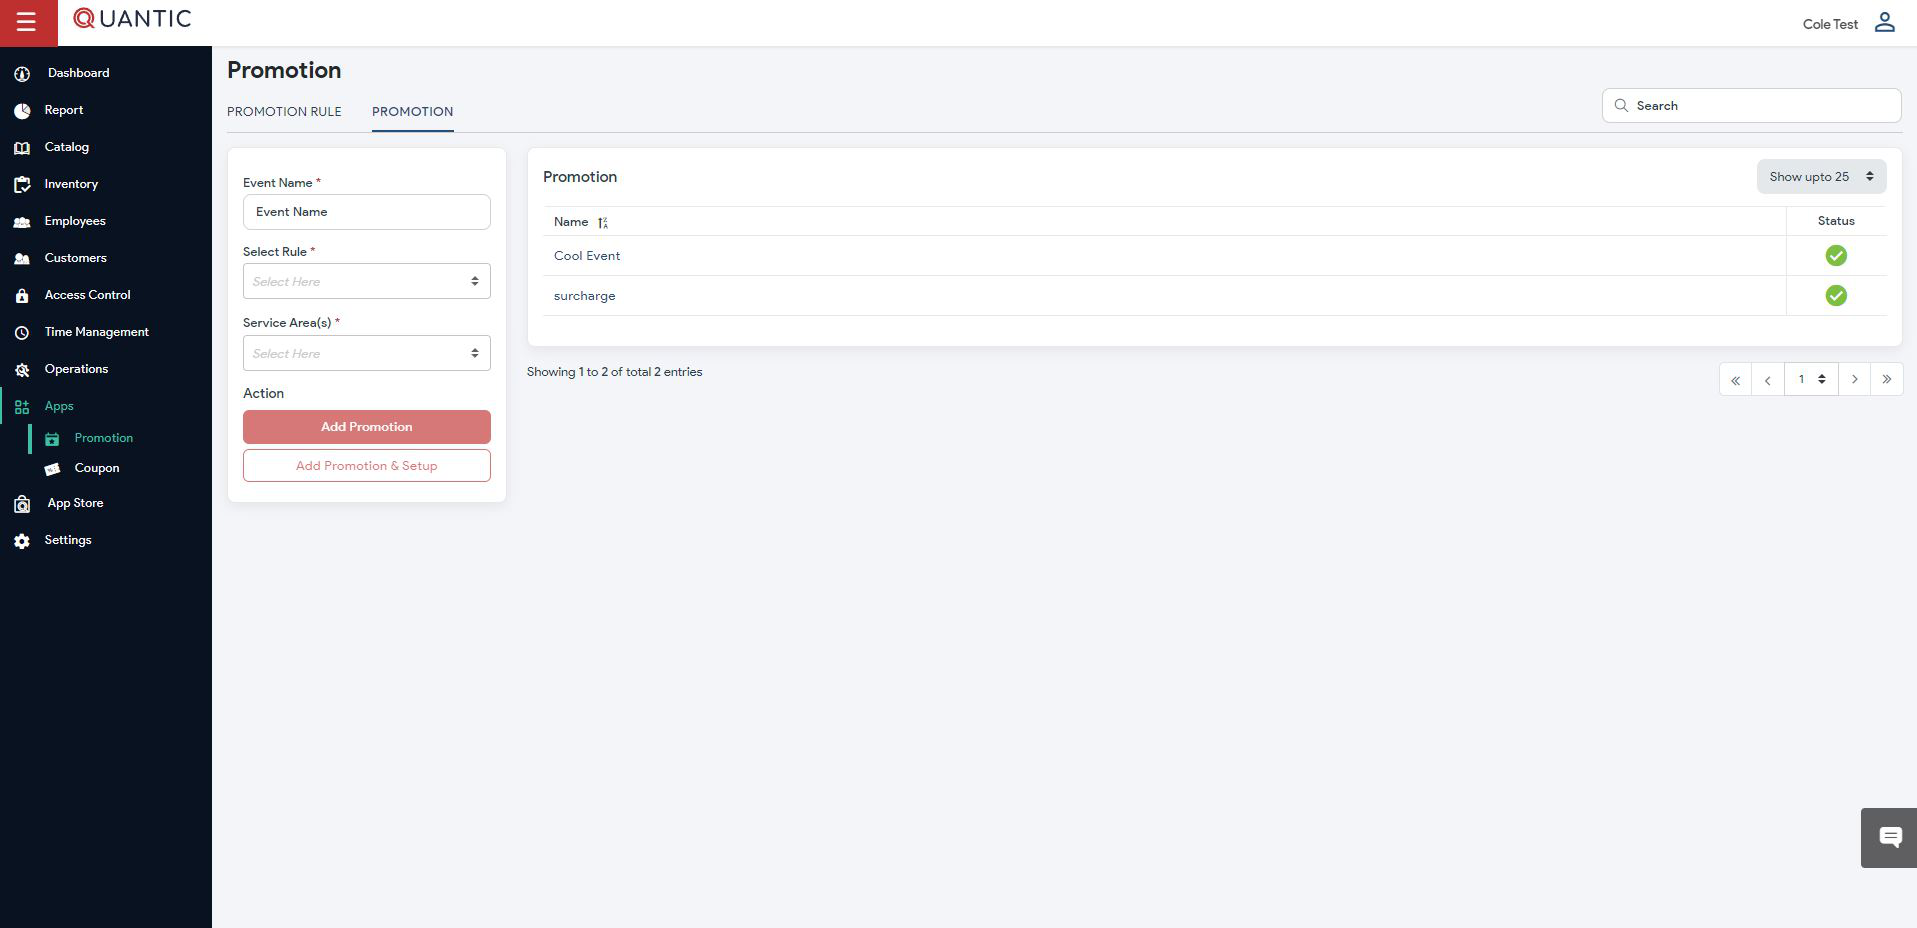 QUANTIC
Cole Test
Dashboard
Report
Catalog
Inventory
Employees
Customers
Access Control
Time Management
Operations
Apps
Promotion
Coupon
App Store
Settings
Promotion
PROMOTION RULE
PROMOTION
Search
Event Name *
Event Name
Select Rule *
Select Here
Service Area(s) *
Select Here
Action
Add Promotion
Add Promotion & Setup
Promotion
Show upto 25
Name
Status
Cool Event
surcharge
Showing 1 to 2 of total 2 entries
« ‹ 1 › »